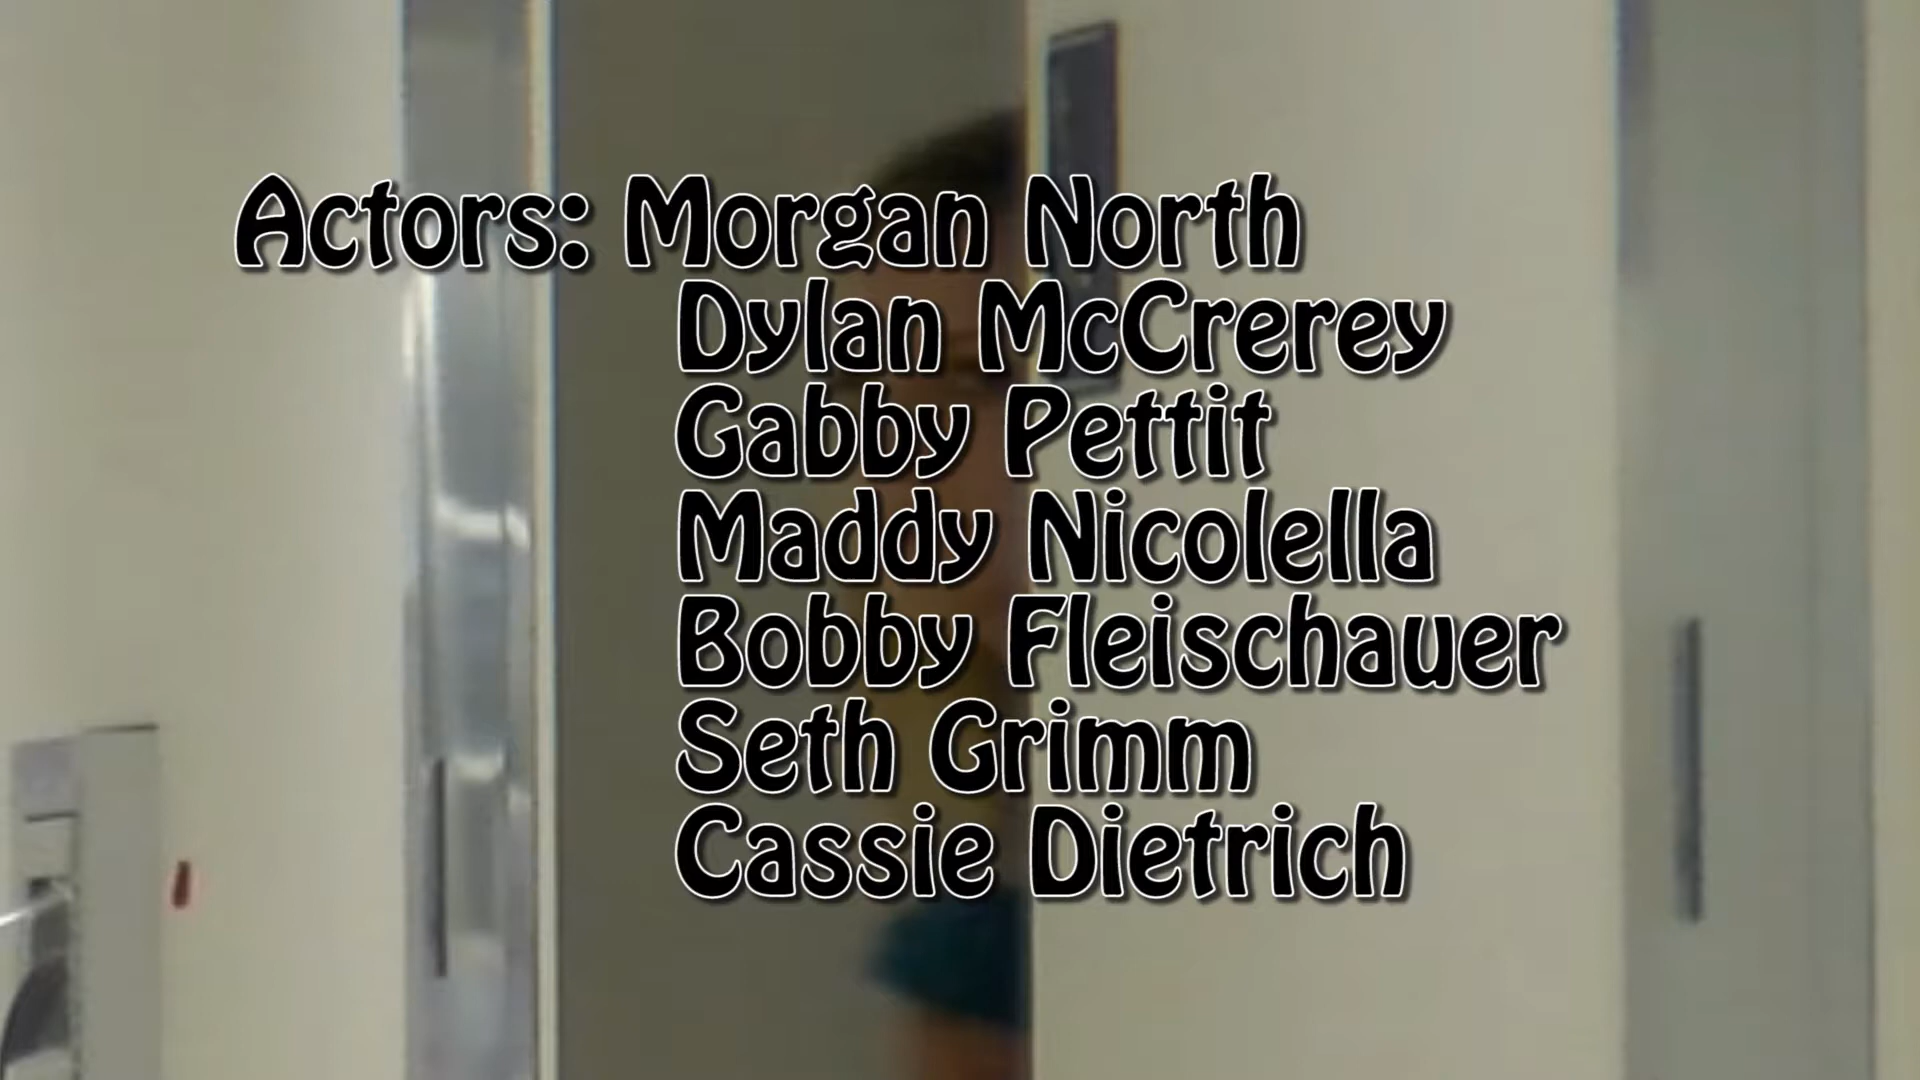 Actors: Morgan North
Dylan McCrerey
Gabby Pettit
Maddy Nicolella
Bobby Fleischauer
Seth Grimm
Cassie Dietrich